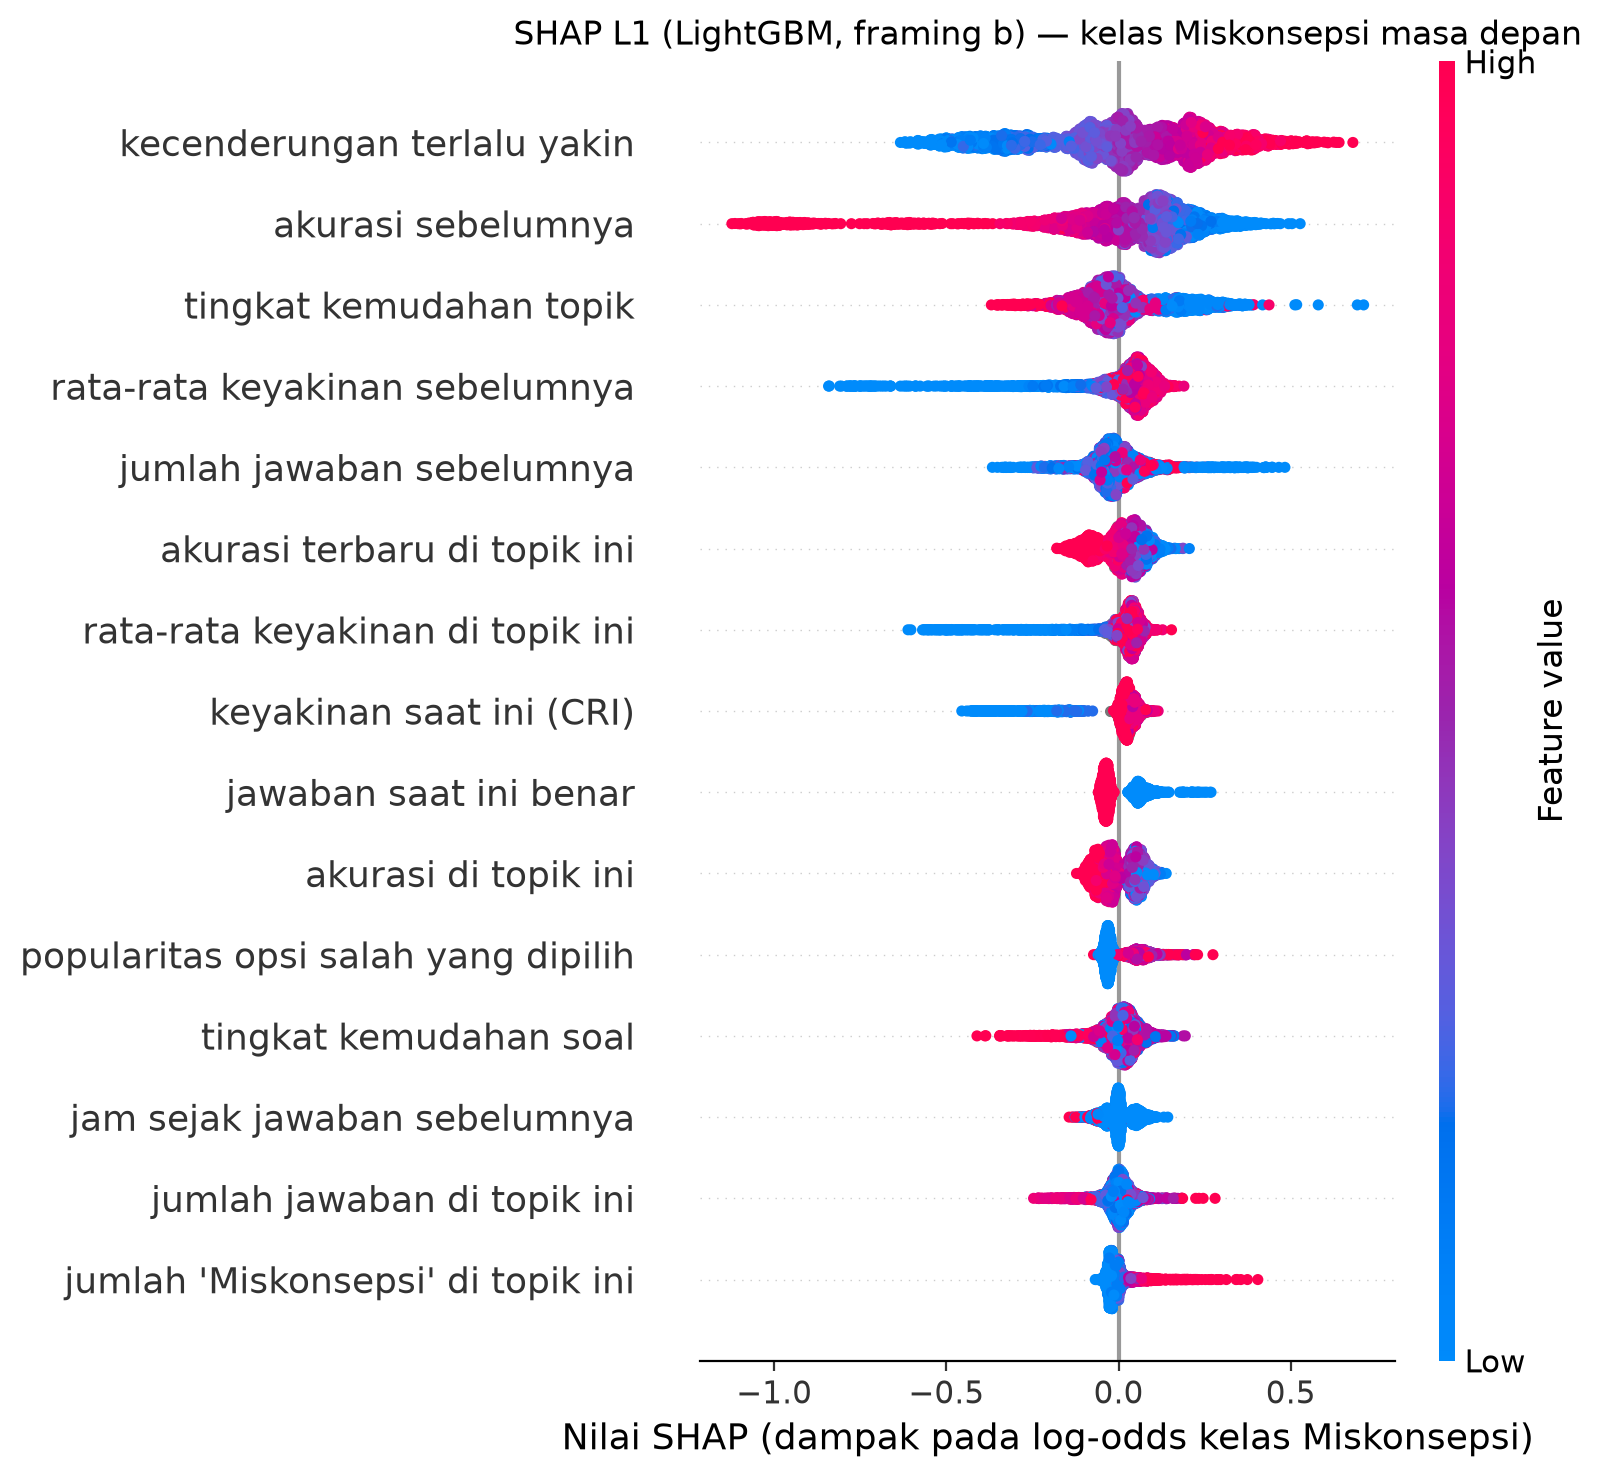 SHAP L1 (LightGBM, framing b) — kelas Miskonsepsi masa depan
High
kecenderungan terlalu yakin
akurasi sebelumnya
tingkat kemudahan topik
rata-rata keyakinan sebelumnya
jumlah jawaban sebelumnya
akurasi terbaru di topik ini
rata-rata keyakinan di topik ini
keyakinan saat ini (CRI)
jawaban saat ini benar
akurasi di topik ini
popularitas opsi salah yang dipilih
tingkat kemudahan soal
jam sejak jawaban sebelumnya
jumlah jawaban di topik ini
jumlah 'Miskonsepsi' di topik ini
Feature value
Low
−1.0 −0.5 0.0 0.5
Nilai SHAP (dampak pada log-odds kelas Miskonsepsi)